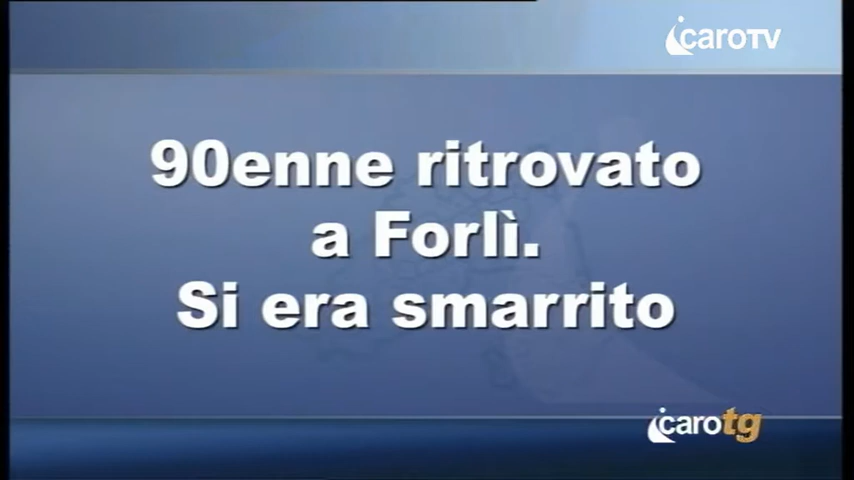 icaroTV
90enne ritrovato
a Forlì.
Si era smarrito
icarotg